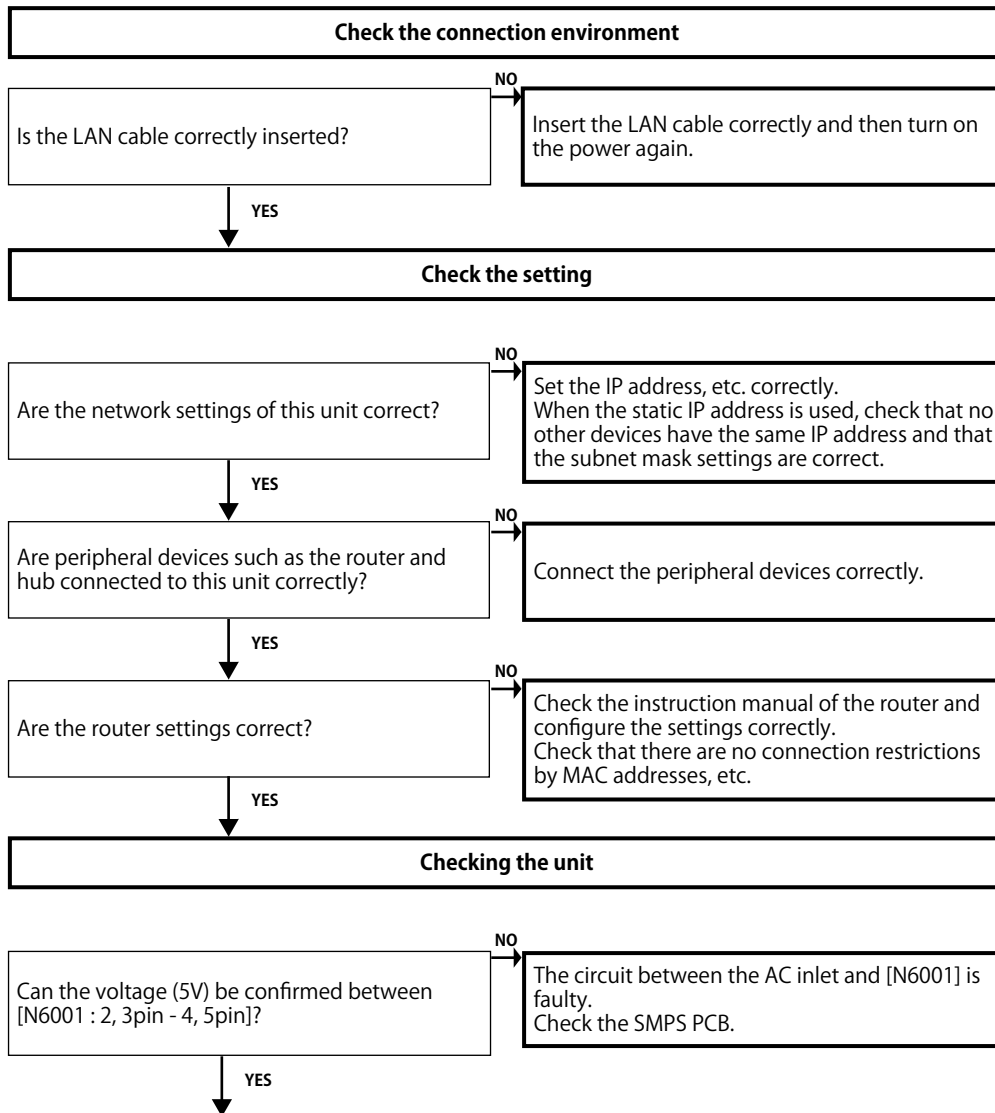 Check the connection environment
Is the LAN cable correctly inserted?
NO
Insert the LAN cable correctly and then turn on
the power again.
YES
Check the setting
Are the network settings of this unit correct?
NO
Set the IP address, etc. correctly.
When the static IP address is used, check that no
other devices have the same IP address and that
the subnet mask settings are correct.
YES
Are peripheral devices such as the router and
hub connected to this unit correctly?
NO
Connect the peripheral devices correctly.
YES
Are the router settings correct?
NO
Check the instruction manual of the router and
configure the settings correctly.
Check that there are no connection restrictions
by MAC addresses, etc.
YES
Checking the unit
Can the voltage (5V) be confirmed between
[N6001 : 2, 3pin - 4, 5pin]?
NO
The circuit between the AC inlet and [N6001] is
faulty.
Check the SMPS PCB.
YES